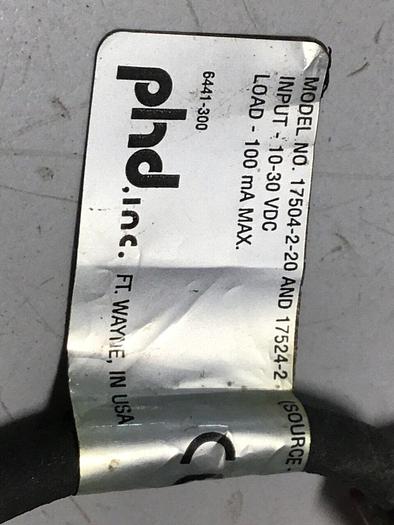 MODEL NO. 17504-2-20 AND 17524-2
INPUT - 10-30 VDC (SOURCE
LOAD - 100 mA MAX.
6441-300
phd, inc. FT. WAYNE, IN USA
C